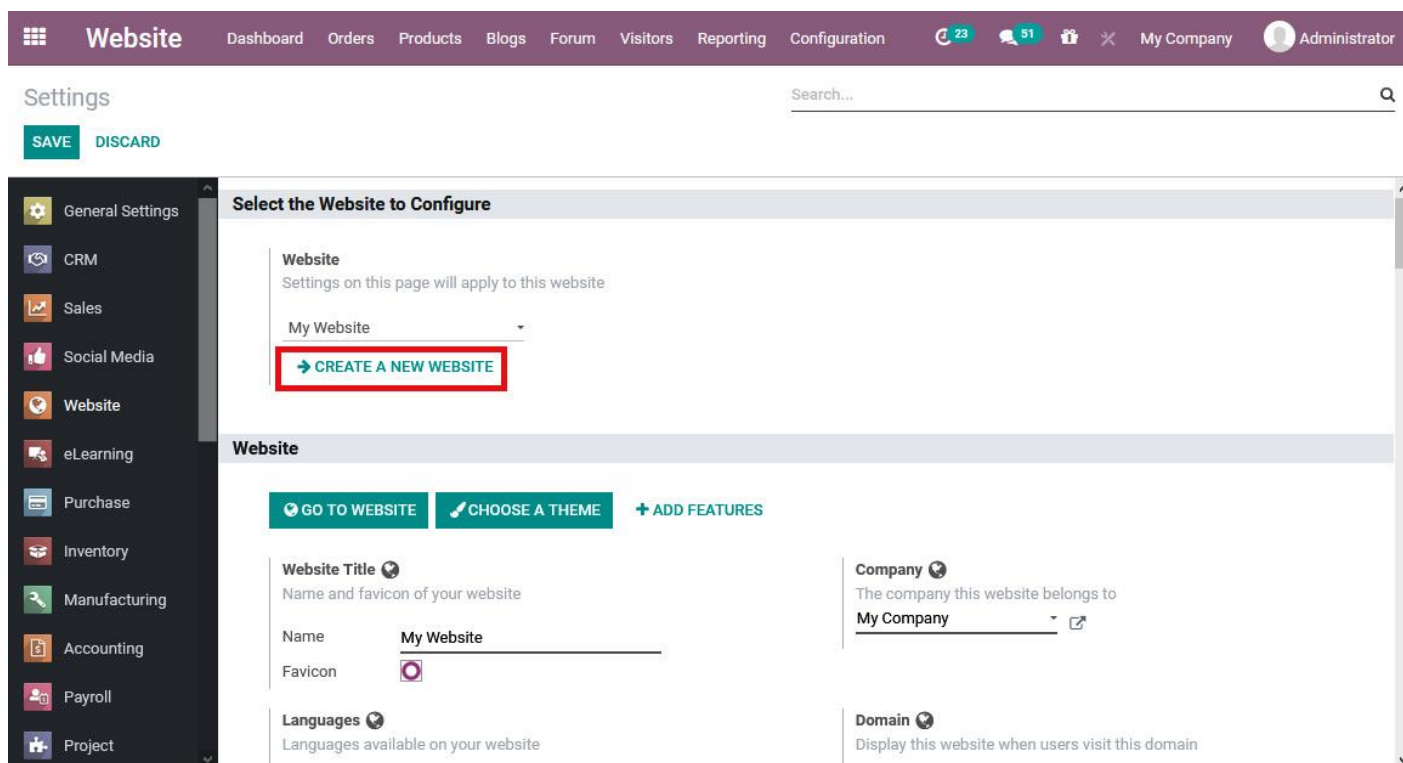 Website Dashboard Orders Products Blogs Forum Visitors Reporting Configuration 23 51 My Company Administrator
Settings
Search...
SAVE DISCARD
General Settings
CRM
Sales
Social Media
Website
eLearning
Purchase
Inventory
Manufacturing
Accounting
Payroll
Project
Select the Website to Configure
Website
Settings on this page will apply to this website
My Website
CREATE A NEW WEBSITE
Website
GO TO WEBSITE CHOOSE A THEME + ADD FEATURES
Website Title
Name and favicon of your website
Name My Website
Favicon
Company
The company this website belongs to
My Company
Languages
Languages available on your website
Domain
Display this website when users visit this domain